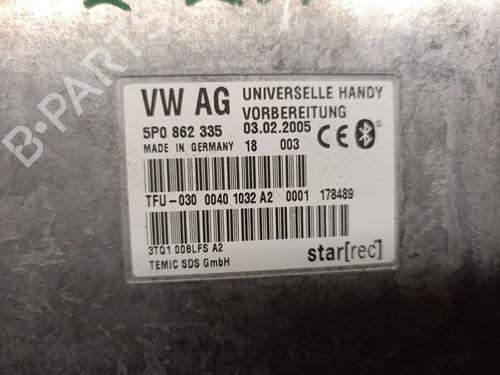 B-PARTS
VW AG UNIVERSELLE HANDY
VORBEREITUNG
5P0 862 335 03.02.2005 CE
MADE IN GERMANY 18 003
TFU-030 0040 1032 A2 0001 178489
3TQ1 008LFS A2
TEMIC SDS GmbH
star[rec]